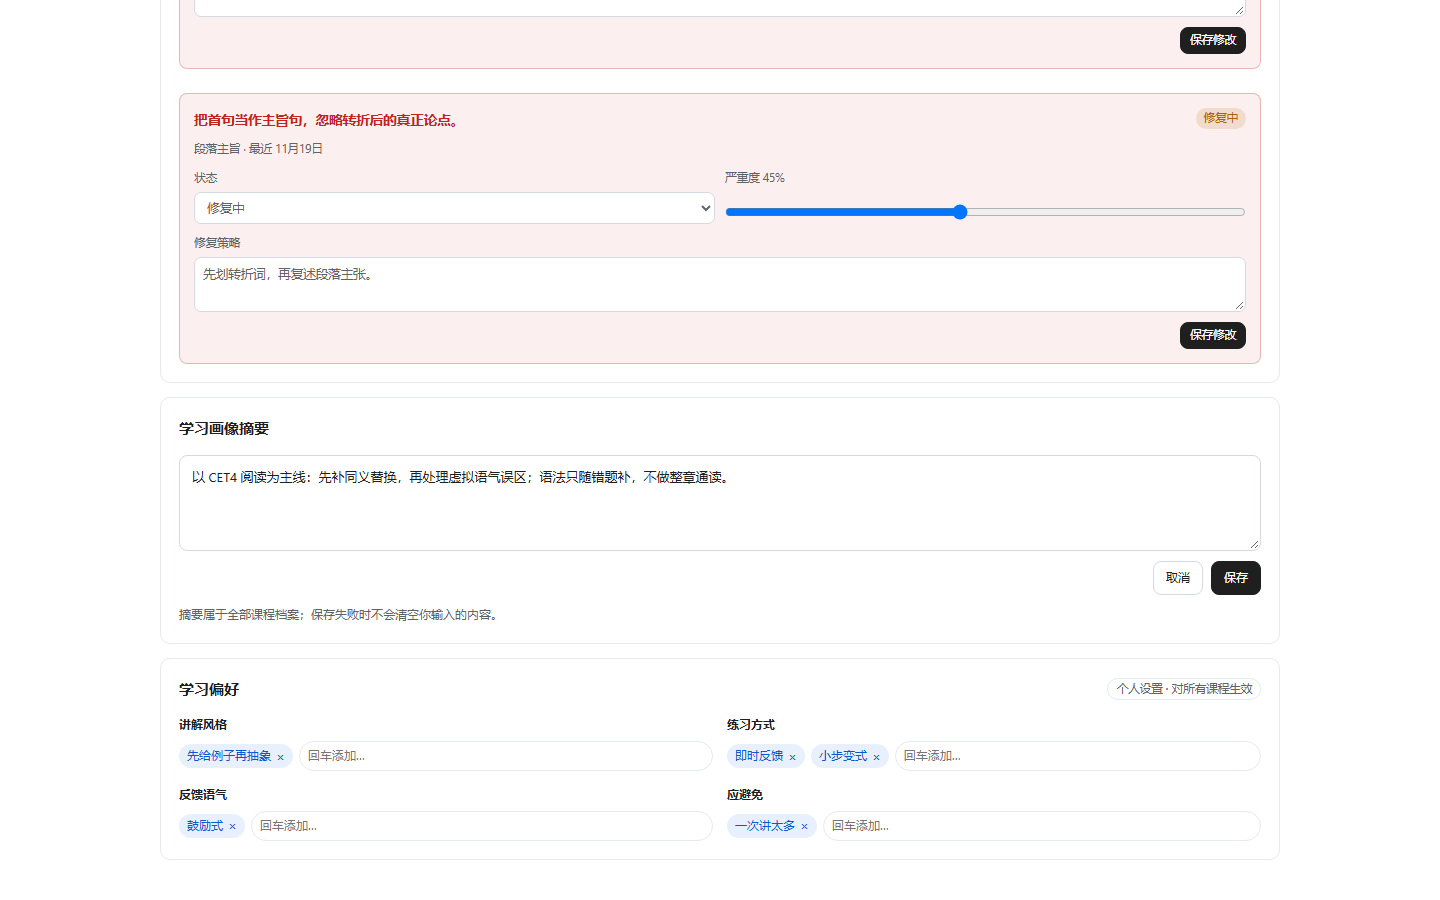 保存修改
把首句当作主旨句，忽略转折后的真正论点。
修复中
段落主旨 · 最近 11月19日
状态
严重度 45%
修复中
修复策略
先划转折词，再复述段落主张。
保存修改
学习画像摘要
以 CET4 阅读为主线：先补同义替换，再处理虚拟语气误区；语法只随错题补，不做整章通读。
取消
保存
摘要属于全部课程档案；保存失败时不会清空你输入的内容。
学习偏好
个人设置 · 对所有课程生效
讲解风格
先给例子再抽象 ×
回车添加...
练习方式
即时反馈 ×
小步变式 ×
回车添加...
反馈语气
鼓励式 ×
回车添加...
应避免
一次讲太多 ×
回车添加...